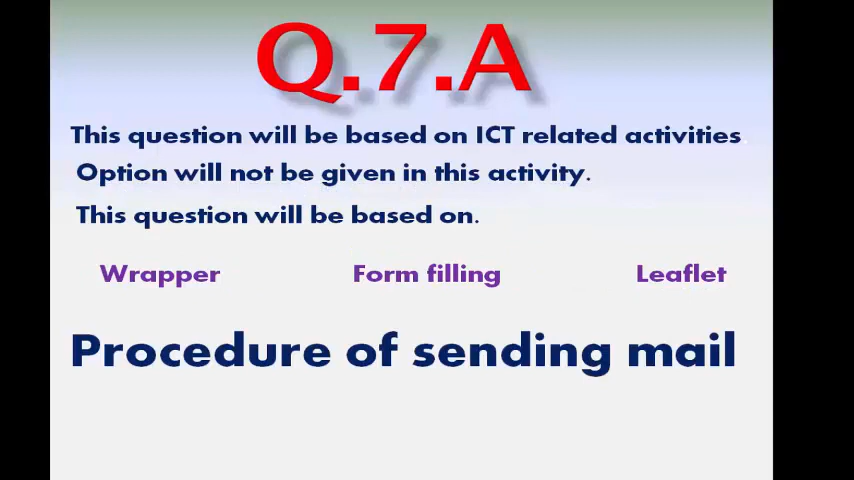 Q.7.A
This question will be based on ICT related activities.
Option will not be given in this activity.
This question will be based on.
Wrapper Form filling Leaflet
Procedure of sending mail